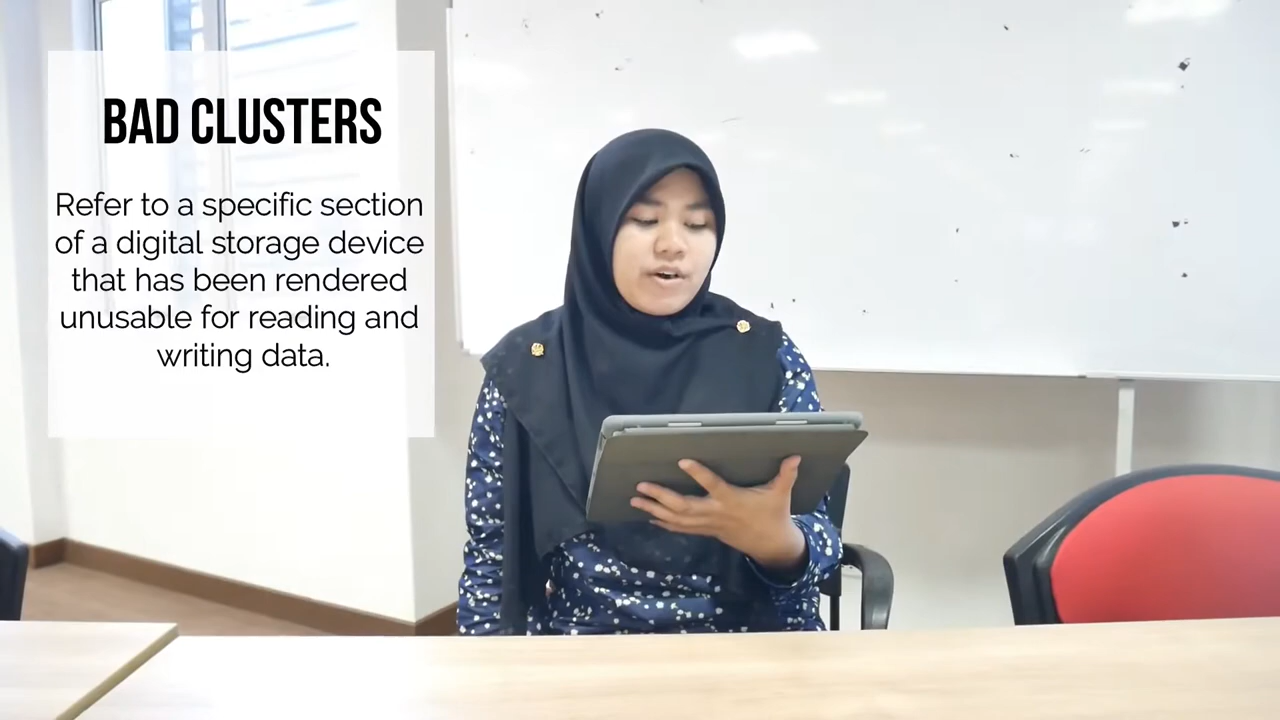 BAD CLUSTERS
Refer to a specific section
of a digital storage device
that has been rendered
unusable for reading and
writing data.